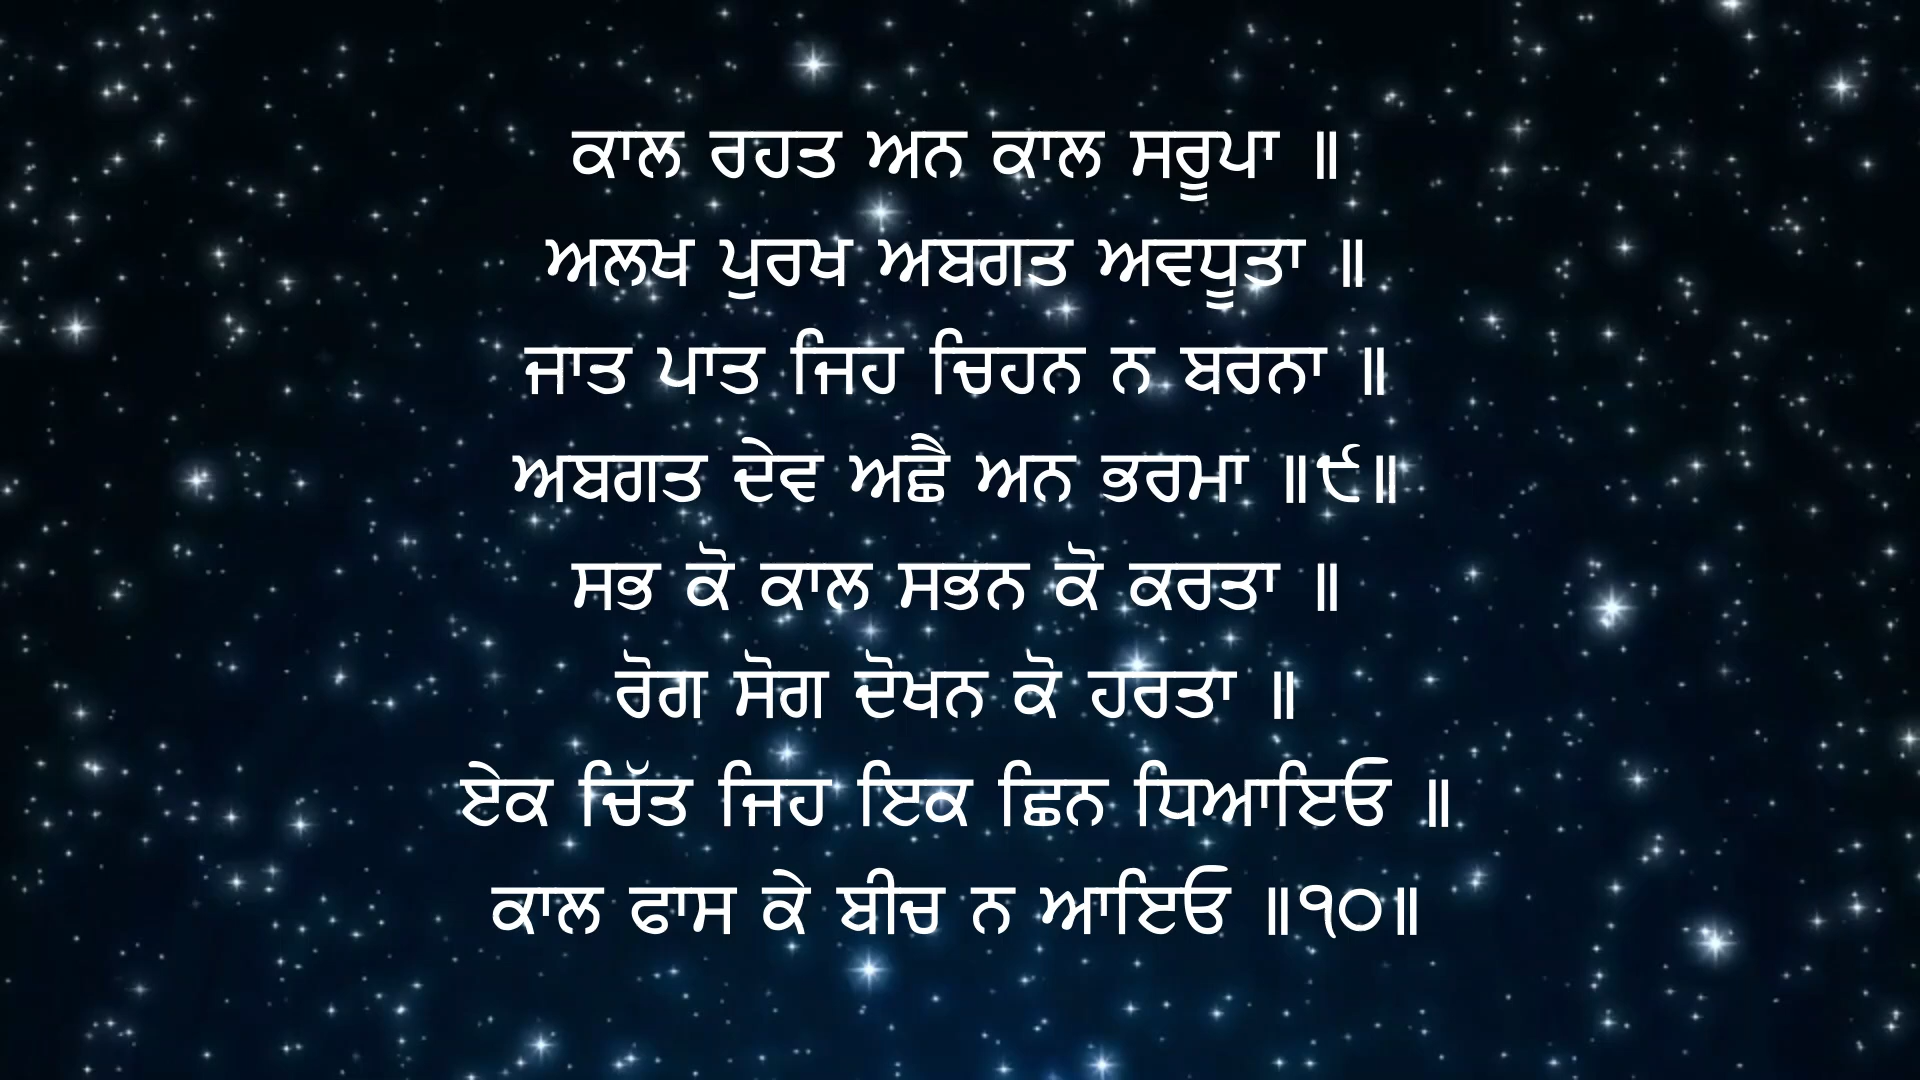 ਕਾਲ ਰਹਤ ਅਨ ਕਾਲ ਸਰੂਪਾ ॥
ਅਲਖ ਪੁਰਖ ਅਬਗਤ ਅਵਧੂਤਾ ॥
ਜਾਤ ਪਾਤ ਜਿਹ ਚਿਹਨ ਨ ਬਰਨਾ ॥
ਅਬਗਤ ਦੇਵ ਅਛੈ ਅਨ ਭਰਮਾ ॥੯॥
ਸਭ ਕੋ ਕਾਲ ਸਭਨ ਕੋ ਕਰਤਾ ॥
ਰੋਗ ਸੋਗ ਦੋਖਨ ਕੋ ਹਰਤਾ ॥
ਏਕ ਚਿੱਤ ਜਿਹ ਇਕ ਛਿਨ ਧਿਆਇਓ ॥
ਕਾਲ ਫਾਸ ਕੇ ਬੀਚ ਨ ਆਇਓ ॥੧੦॥